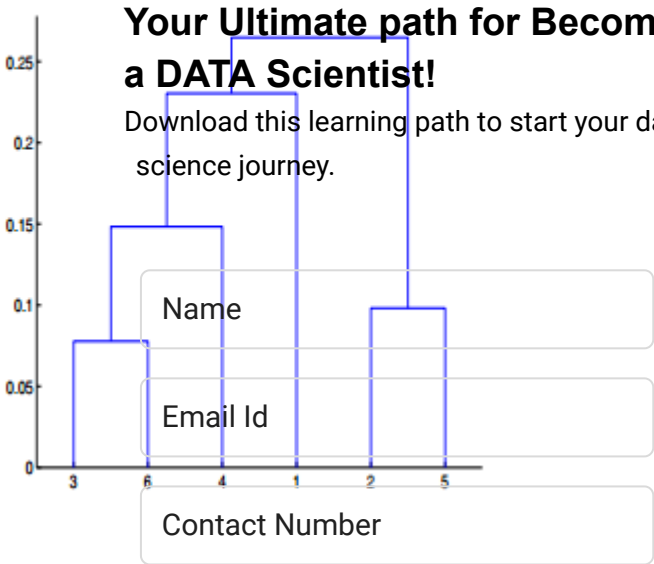 Your Ultimate path for Becom
a DATA Scientist!
Download this learning path to start your da
science journey.
0.25
0.2
0.15
0.1
0.05
0
3 6 4 1 2 5
Name
Email Id
Contact Number